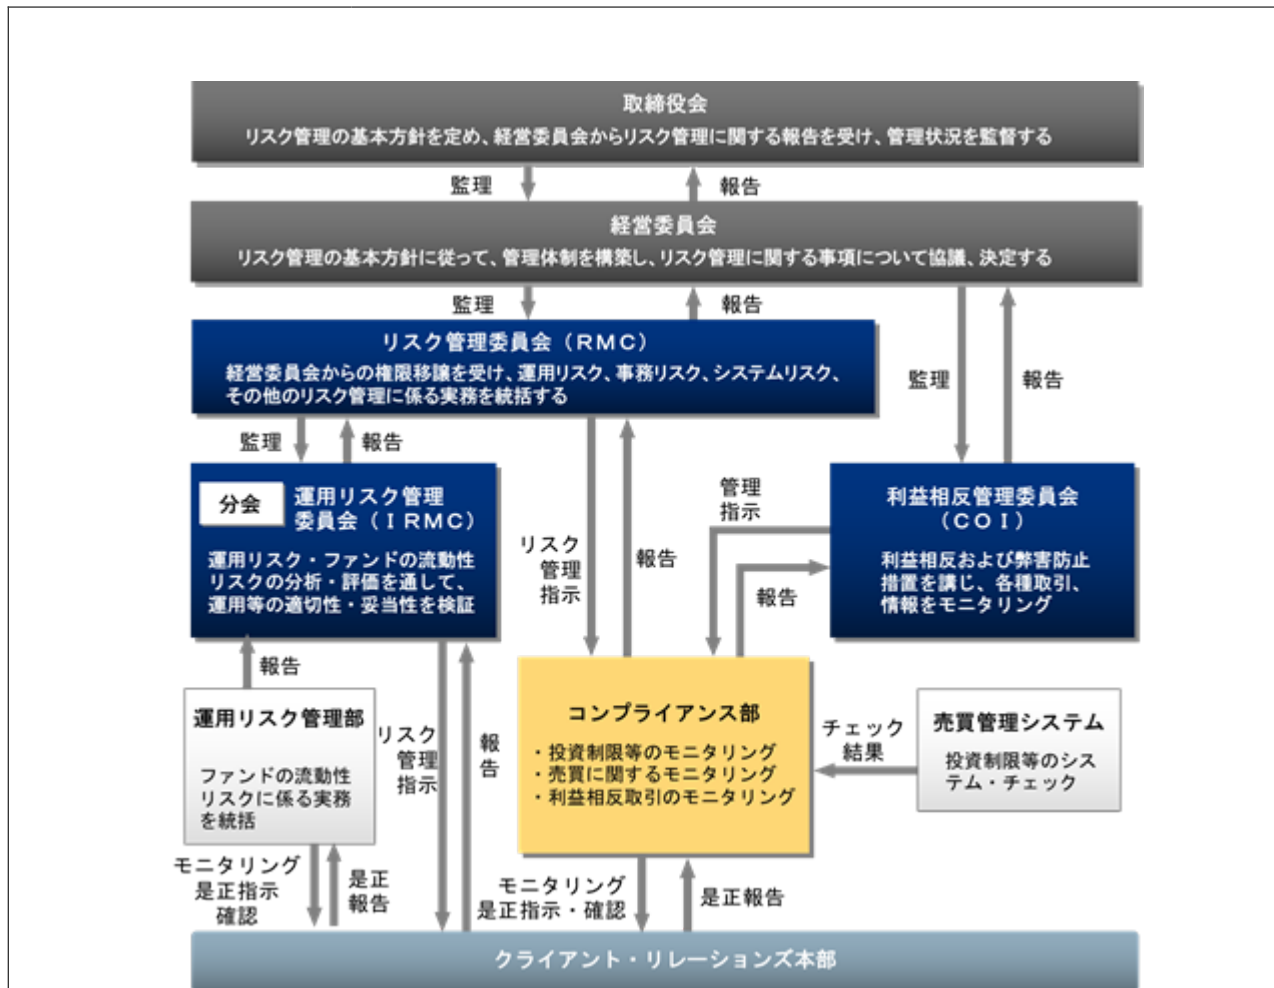 取締役会
リスク管理の基本方針を定め、経営委員会からリスク管理に関する報告を受け、管理状況を監督する
監理
報告
経営委員会
リスク管理の基本方針に従って、管理体制を構築し、リスク管理に関する事項について協議、決定する
監理
報告
リスク管理委員会（ＲＭＣ）
経営委員会からの権限移譲を受け、運用リスク、事務リスク、システムリスク、
その他のリスク管理に係る実務を統括する
監理
報告
監理
報告
分会
運用リスク管理
委員会（ＩＲＭＣ）
運用リスク・ファンドの流動性
リスクの分析・評価を通して、
運用等の適切性・妥当性を検証
リスク
管理
指示
報告
管理
指示
報告
利益相反管理委員会
（ＣＯＩ）
利益相反および弊害防止
措置を講じ、各種取引、
情報をモニタリング
報告
運用リスク管理部
ファンドの流動性
リスクに係る実務
を統括
リスク
管理
指示
報
告
コンプライアンス部
・投資制限等のモニタリング
・売買に関するモニタリング
・利益相反取引のモニタリング
チェック
結果
売買管理システム
投資制限等のシス
テム・チェック
モニタリング
是正指示
確認
是正
報告
モニタリング
是正指示・確認
是正報告
クライアント・リレーションズ本部